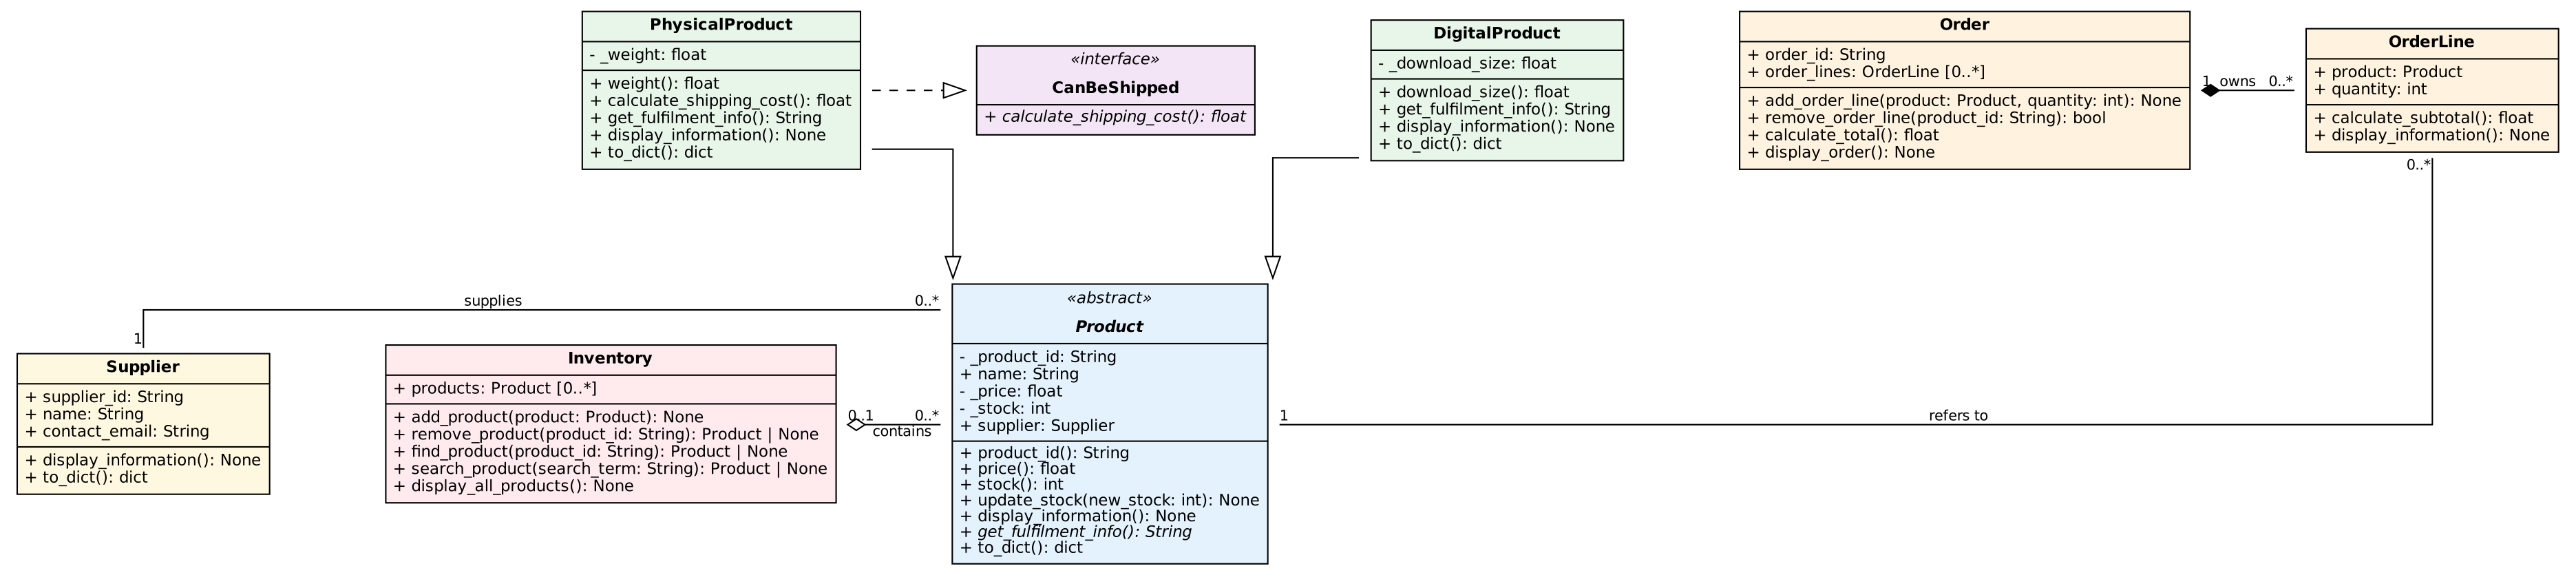 PhysicalProduct
- _weight: float
+ weight(): float
+ calculate_shipping_cost(): float
+ get_fulfilment_info(): String
+ display_information(): None
+ to_dict(): dict
«interface»
CanBeShipped
+ calculate_shipping_cost(): float
DigitalProduct
- _download_size: float
+ download_size(): float
+ get_fulfilment_info(): String
+ display_information(): None
+ to_dict(): dict
Order
+ order_id: String
+ order_lines: OrderLine [0..*]
+ add_order_line(product: Product, quantity: int): None
+ remove_order_line(product_id: String): bool
+ calculate_total(): float
+ display_order(): None
1 owns 0..*
OrderLine
+ product: Product
+ quantity: int
+ calculate_subtotal(): float
+ display_information(): None
0..*
supplies
0..*
1
Supplier
+ supplier_id: String
+ name: String
+ contact_email: String
+ display_information(): None
+ to_dict(): dict
Inventory
+ products: Product [0..*]
+ add_product(product: Product): None
+ remove_product(product_id: String): Product | None
+ find_product(product_id: String): Product | None
+ search_product(search_term: String): Product | None
+ display_all_products(): None
0..1 0..*
contains
«abstract»
Product
- _product_id: String
+ name: String
- _price: float
- _stock: int
+ supplier: Supplier
+ product_id(): String
+ price(): float
+ stock(): int
+ update_stock(new_stock: int): None
+ display_information(): None
+ get_fulfilment_info(): String
+ to_dict(): dict
1
refers to